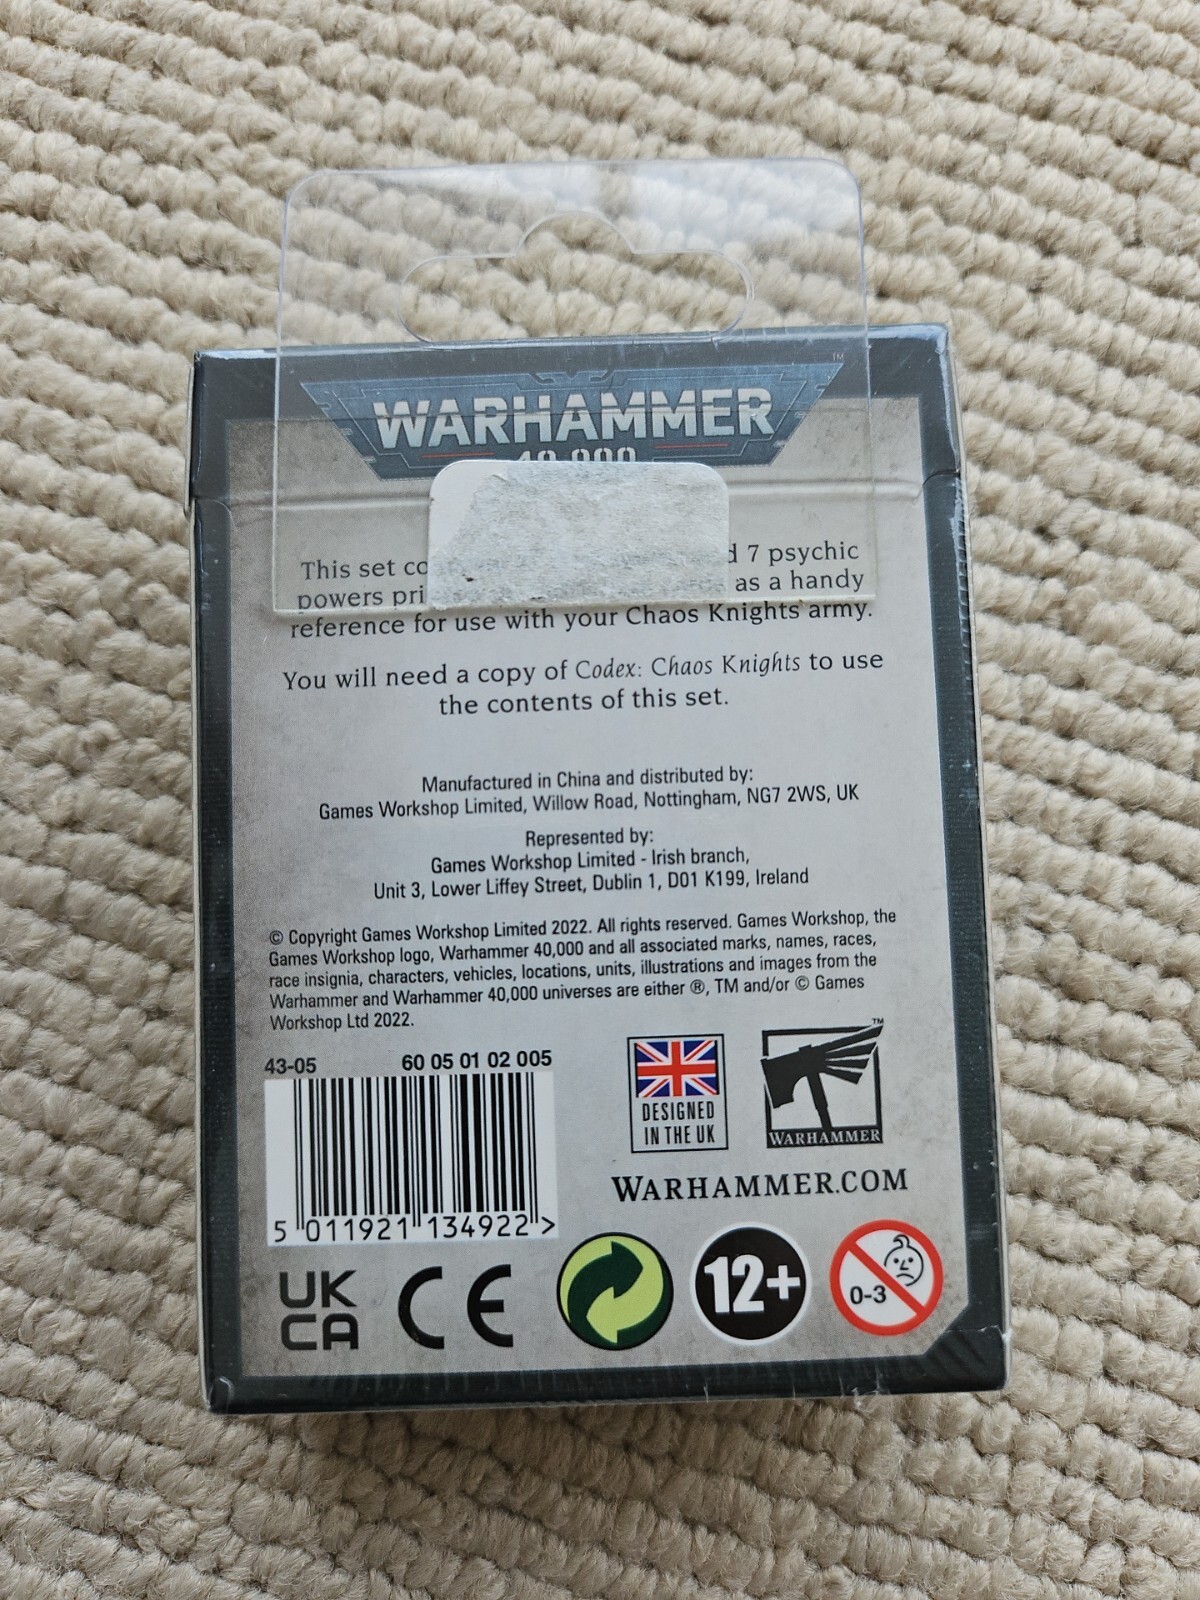 WARHAMMER
40,000
This set 7 psychic
powers as a handy
reference for use with your Chaos Knights army.
You will need a copy of Codex: Chaos Knights to use
the contents of this set.
Manufactured in China and distributed by:
Games Workshop Limited, Willow Road, Nottingham, NG7 2WS, UK
Represented by:
Games Workshop Limited - Irish branch,
Unit 3, Lower Liffey Street, Dublin 1, D01 K199, Ireland
© Copyright Games Workshop Limited 2022. All rights reserved. Games Workshop, the
Games Workshop logo, Warhammer 40,000 and all associated marks, names, races,
race insignia, characters, vehicles, locations, units, illustrations and images from the
Warhammer and Warhammer 40,000 universes are either ®, TM and/or © Games
Workshop Ltd 2022.
43-05 60 05 01 02 005
5 011921 134922 >
DESIGNED
IN THE UK
WARHAMMER
WARHAMMER.COM
UK
CA
CE
12+
0-3